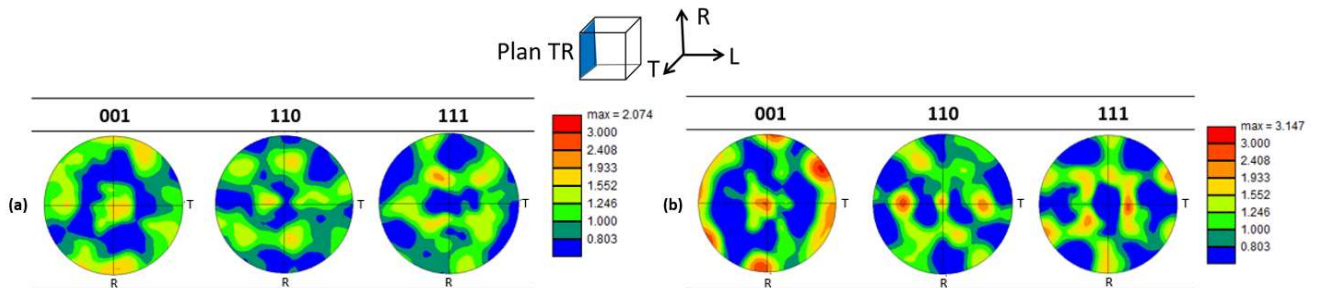 Plan TR
R
T
L
001 110 111
max = 2.074
3.000
2.408
1.933
1.552
1.246
1.000
0.803
(a)
T T T
R R R
001 110 111
max = 3.147
3.000
2.408
1.933
1.552
1.246
1.000
0.803
(b)
T T T
R R R